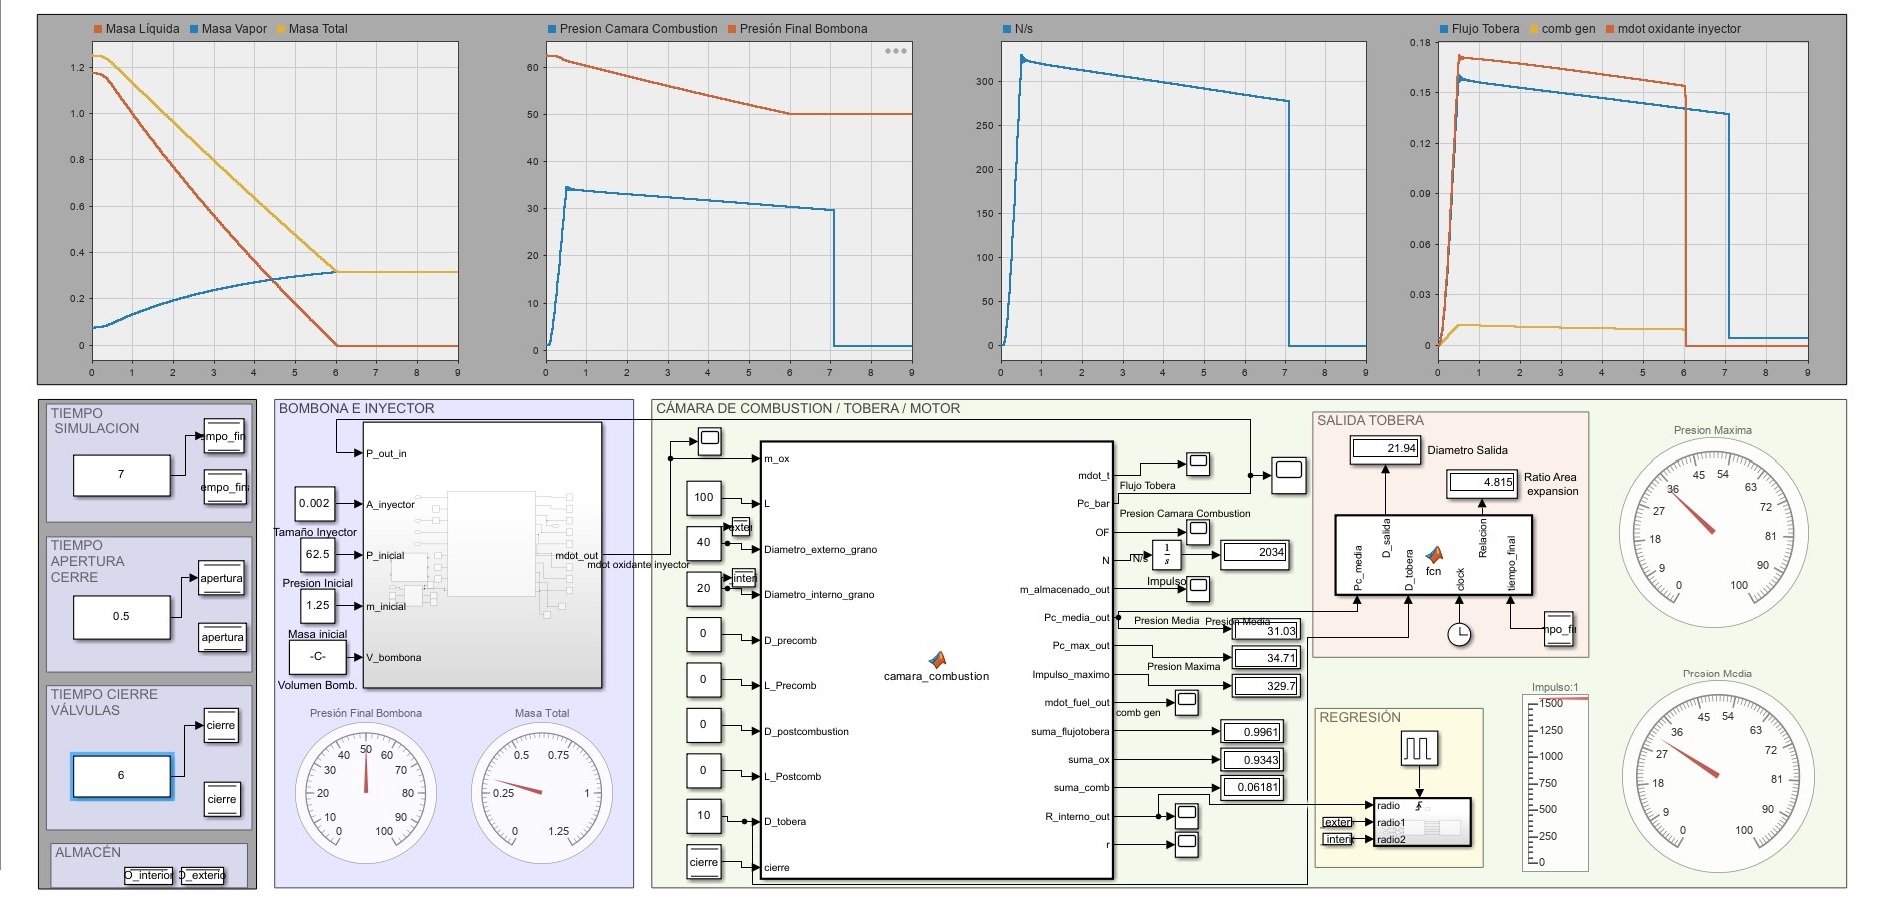 Masa Líquida Masa Vapor Masa Total
1.2
1.0
0.8
0.6
0.4
0.2
0
0 1 2 3 4 5 6 7 8 9
Presion Camara Combustion Presión Final Bombona
60
50
40
30
20
10
0
0 1 2 3 4 5 6 7 8 9
N/s
300
250
200
150
100
50
0
0 1 2 3 4 5 6 7 8 9
Flujo Tobera comb gen mdot oxidante inyector
0.18
0.15
0.12
0.09
0.06
0.03
0
0 1 2 3 4 5 6 7 8 9
TIEMPO
SIMULACION
7
empo_fin
empo_fin
TIEMPO
APERTURA
CERRE
0.5
apertura
apertura
TIEMPO CIERRE
VÁLVULAS
6
cierre
cierre
ALMACÉN
O_interior
O_exterio
BOMBONA E INYECTOR
P_out_in
0.002
A_inyector
Tamaño Inyector
62.5
P_inicial
Presion Inicial
1.25
m_inicial
Masa inicial
-C-
V_bombona
Volumen Bomb.
mdot_out
mdot oxidante inyector
Presión Final Bombona
0 10 20 30 40 50 60 70 80 90 100
Masa Total
0 0.25 0.5 0.75 1 1.25
CÁMARA DE COMBUSTION / TOBERA / MOTOR
m_ox
100
L
exter
40
Diametro_externo_grano
interi
20
Diametro_interno_grano
0
D_precomb
0
L_Precomb
0
D_postcombustion
0
L_Postcomb
10
D_tobera
cierre
cierre
camara_combustion
mdot_t
Flujo Tobera
Pc_bar
Presion Camara Combustion
OF
N
N/s
1
s
2034
Impulso
m_almacenado_out
Pc_media_out
Presion Media
Presion Media
31.03
Pc_max_out
34.71
Presion Maxima
Impulso_maximo
329.7
mdot_fuel_out
comb gen
suma_flujotobera
0.9961
suma_ox
0.9343
suma_comb
0.06181
R_interno_out
r
SALIDA TOBERA
21.94
Diametro Salida
4.815
Ratio Area
expansion
D_salida
Relacion
fcn
Pc_media
D_tobera
clock
tiempo_final
mpo_fi
REGRESIÓN
radio
exter
radio1
interi
radio2
Impulso:1
1500
1250
1000
750
500
250
0
Presion Maxima
0 9 18 27 36 45 54 63 72 81 90 100
Presion Media
0 9 18 27 36 45 54 63 72 81 90 100